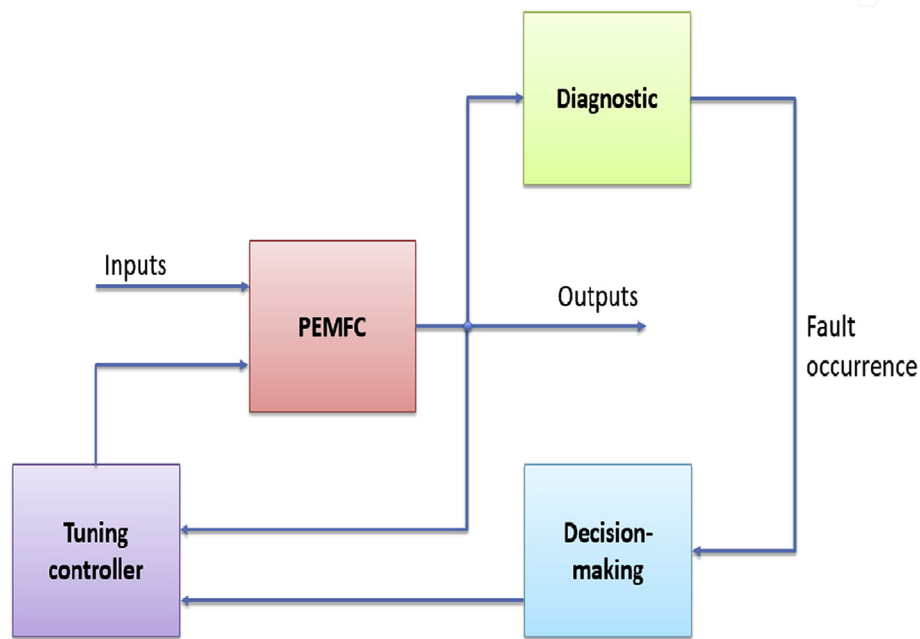 Diagnostic
Inputs
PEMFC
Outputs
Fault
occurrence
Tuning
controller
Decision-
making